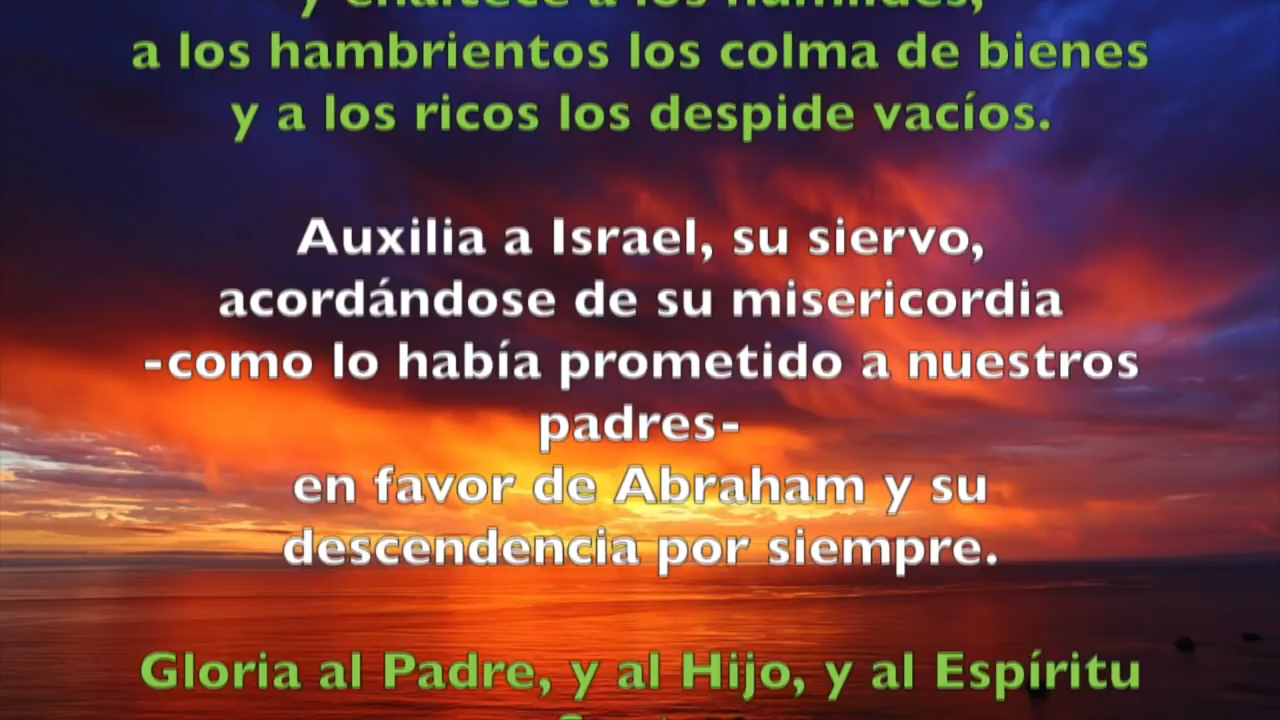 y enaltece a los humildes,
a los hambrientos los colma de bienes
y a los ricos los despide vacíos.
Auxilia a Israel, su siervo,
acordándose de su misericordia
-como lo había prometido a nuestros
padres-
en favor de Abraham y su
descendencia por siempre.
Gloria al Padre, y al Hijo, y al Espíritu